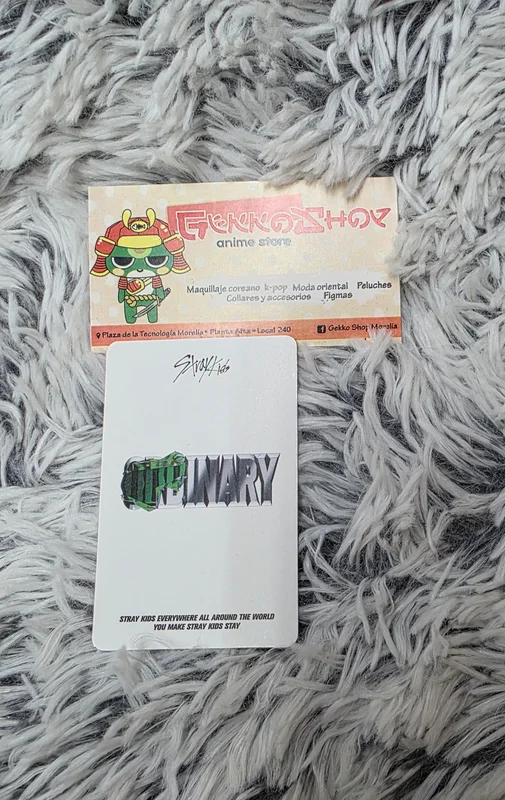 GEKKOSHOP
anime store
Maquillaje coreano k-pop Moda oriental Peluches
Collares y accesorios Figmas
Plaza de la Tecnología Morelia • Planta Alta • Local 240
Gekko Shop Morelia
Stray Kids
ODDINARY
STRAY KIDS EVERYWHERE ALL AROUND THE WORLD
YOU MAKE STRAY KIDS STAY